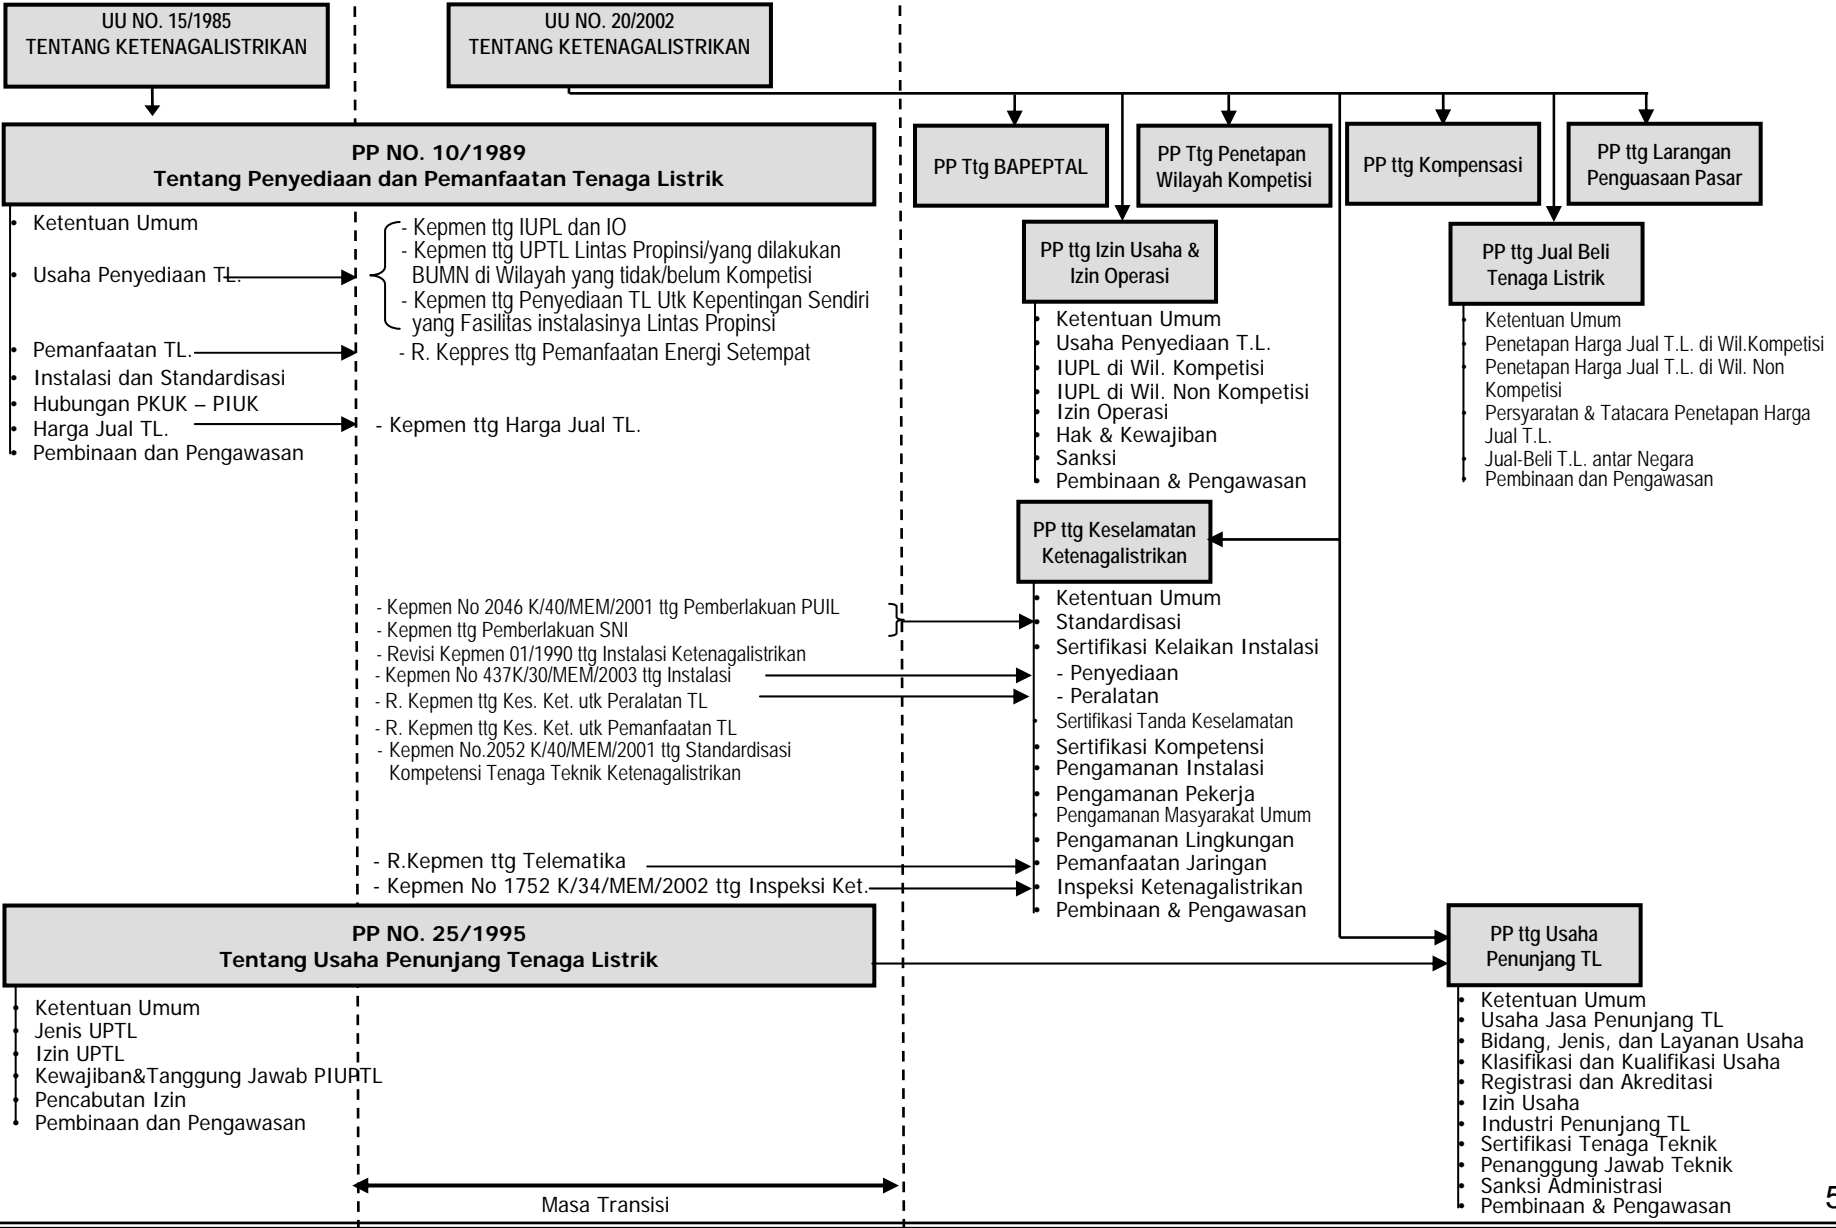 UU NO. 15/1985
TENTANG KETENAGALISTRIKAN
UU NO. 20/2002
TENTANG KETENAGALISTRIKAN
PP NO. 10/1989
Tentang Penyediaan dan Pemanfaatan Tenaga Listrik
• Ketentuan Umum
• Usaha Penyediaan TL.
• Pemanfaatan TL.
• Instalasi dan Standardisasi
• Hubungan PKUK – PIUK
• Harga Jual TL.
• Pembinaan dan Pengawasan
- Kepmen ttg IUPL dan IO
- Kepmen ttg UPTL Lintas Propinsi/yang dilakukan
BUMN di Wilayah yang tidak/belum Kompetisi
- Kepmen ttg Penyediaan TL Utk Kepentingan Sendiri
yang Fasilitas instalasinya Lintas Propinsi
- R. Keppres ttg Pemanfaatan Energi Setempat
- Kepmen ttg Harga Jual TL.
PP Ttg BAPEPTAL
PP Ttg Penetapan
Wilayah Kompetisi
PP ttg Kompensasi
PP ttg Larangan
Penguasaan Pasar
PP ttg Izin Usaha &
Izin Operasi
• Ketentuan Umum
• Usaha Penyediaan T.L.
• IUPL di Wil. Kompetisi
• IUPL di Wil. Non Kompetisi
• Izin Operasi
• Hak & Kewajiban
• Sanksi
• Pembinaan & Pengawasan
PP ttg Jual Beli
Tenaga Listrik
• Ketentuan Umum
• Penetapan Harga Jual T.L. di Wil.Kompetisi
• Penetapan Harga Jual T.L. di Wil. Non
Kompetisi
• Persyaratan & Tatacara Penetapan Harga
Jual T.L.
• Jual-Beli T.L. antar Negara
• Pembinaan dan Pengawasan
PP ttg Keselamatan
Ketenagalistrikan
- Kepmen No 2046 K/40/MEM/2001 ttg Pemberlakuan PUIL
- Kepmen ttg Pemberlakuan SNI
- Revisi Kepmen 01/1990 ttg Instalasi Ketenagalistrikan
- Kepmen No 437K/30/MEM/2003 ttg Instalasi
- R. Kepmen ttg Kes. Ket. utk Peralatan TL
- R. Kepmen ttg Kes. Ket. utk Pemanfaatan TL
- Kepmen No.2052 K/40/MEM/2001 ttg Standardisasi
Kompetensi Tenaga Teknik Ketenagalistrikan
- R.Kepmen ttg Telematika
- Kepmen No 1752 K/34/MEM/2002 ttg Inspeksi Ket.
• Ketentuan Umum
• Standardisasi
• Sertifikasi Kelaikan Instalasi
- Penyediaan
- Peralatan
• Sertifikasi Tanda Keselamatan
• Sertifikasi Kompetensi
• Pengamanan Instalasi
• Pengamanan Pekerja
• Pengamanan Masyarakat Umum
• Pengamanan Lingkungan
• Pemanfaatan Jaringan
• Inspeksi Ketenagalistrikan
• Pembinaan & Pengawasan
PP NO. 25/1995
Tentang Usaha Penunjang Tenaga Listrik
• Ketentuan Umum
• Jenis UPTL
• Izin UPTL
• Kewajiban&Tanggung Jawab PIUPTL
• Pencabutan Izin
• Pembinaan dan Pengawasan
PP ttg Usaha
Penunjang TL
• Ketentuan Umum
• Usaha Jasa Penunjang TL
• Bidang, Jenis, dan Layanan Usaha
• Klasifikasi dan Kualifikasi Usaha
• Registrasi dan Akreditasi
• Izin Usaha
• Industri Penunjang TL
• Sertifikasi Tenaga Teknik
• Penanggung Jawab Teknik
• Sanksi Administrasi
• Pembinaan & Pengawasan
Masa Transisi
5